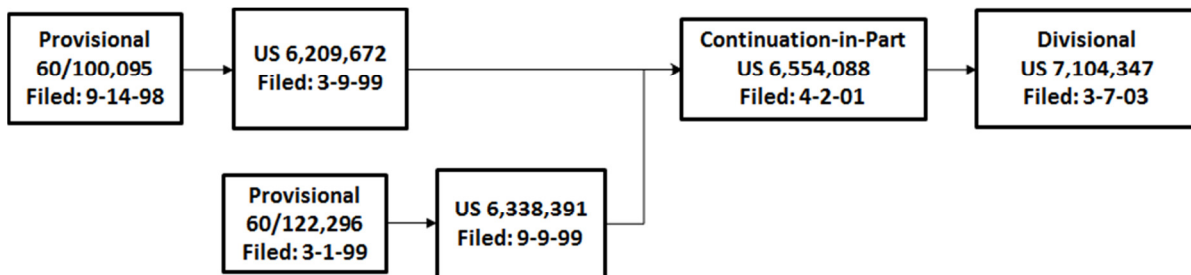 Provisional
60/100,095
Filed: 9-14-98
US 6,209,672
Filed: 3-9-99
Continuation-in-Part
US 6,554,088
Filed: 4-2-01
Divisional
US 7,104,347
Filed: 3-7-03
Provisional
60/122,296
Filed: 3-1-99
US 6,338,391
Filed: 9-9-99